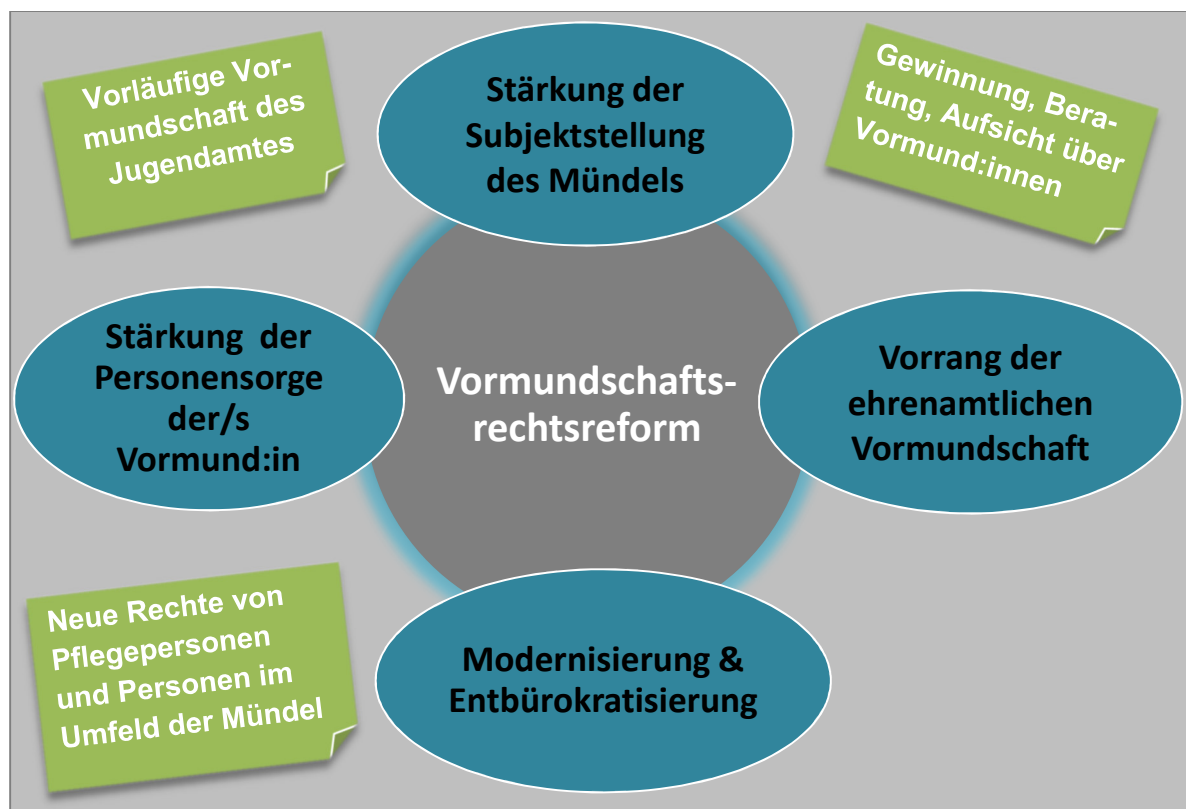 Vorläufige Vor-
mundschaft des
Jugendamtes
Stärkung der
Subjektstellung
des Mündels
Gewinnung, Bera-
tung, Aufsicht über
Vormund:innen
Stärkung der
Personensorge
der/s
Vormund:in
Vormundschafts-
rechtsreform
Vorrang der
ehrenamtlichen
Vormundschaft
Neue Rechte von
Pflegepersonen
und Personen im
Umfeld der Mündel
Modernisierung &
Entbürokratisierung